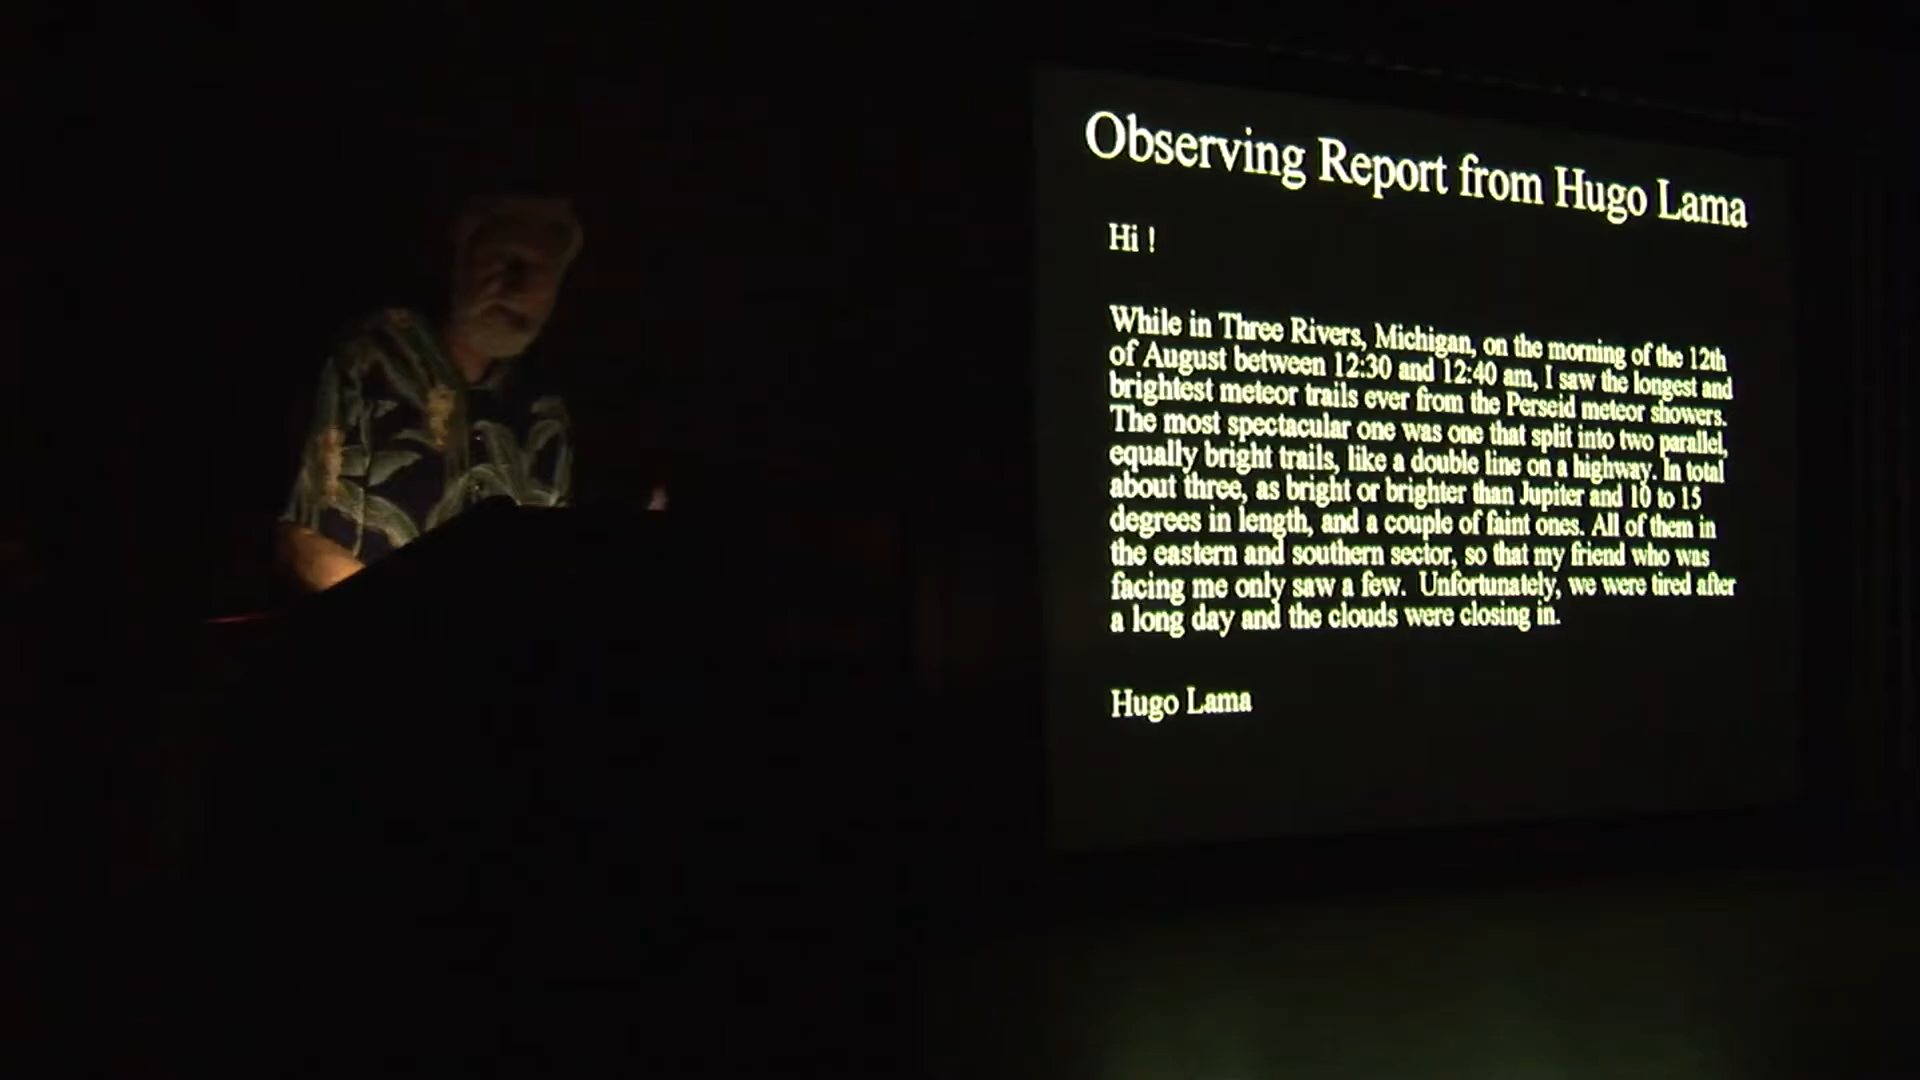 Observing Report from Hugo Lama
Hi !
While in Three Rivers, Michigan, on the morning of the 12th
of August between 12:30 and 12:40 am, I saw the longest and
brightest meteor trails ever from the Perseid meteor showers.
The most spectacular one was one that split into two parallel,
equally bright trails, like a double line on a highway. In total
about three, as bright or brighter than Jupiter and 10 to 15
degrees in length, and a couple of faint ones. All of them in
the eastern and southern sector, so that my friend who was
facing me only saw a few. Unfortunately, we were tired after
a long day and the clouds were closing in.
Hugo Lama